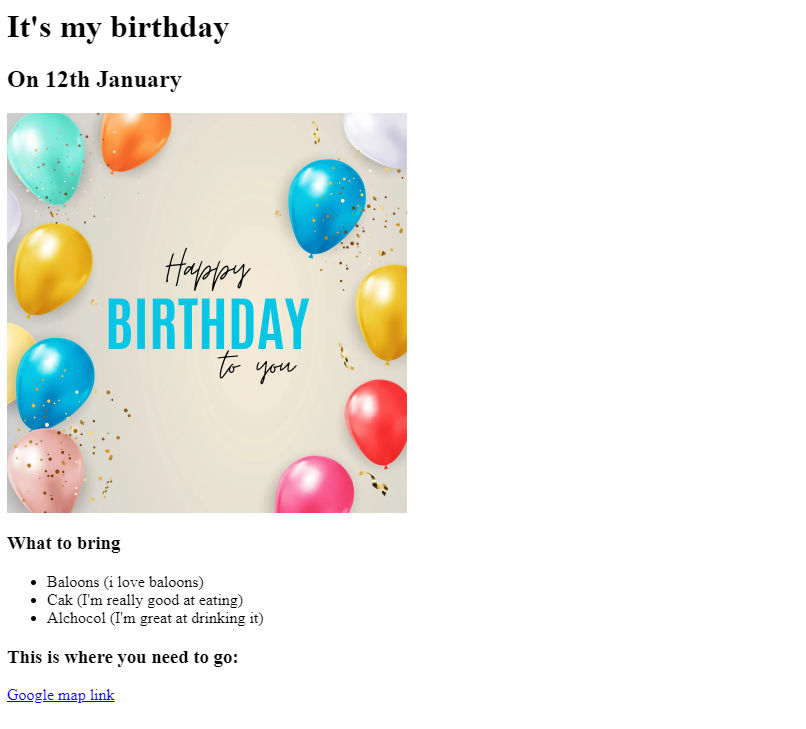 It's my birthday
On 12th January
Happy
BIRTHDAY
to you
What to bring
Baloons (i love baloons)
Cak (I'm really good at eating)
Alchocol (I'm great at drinking it)
This is where you need to go:
Google map link